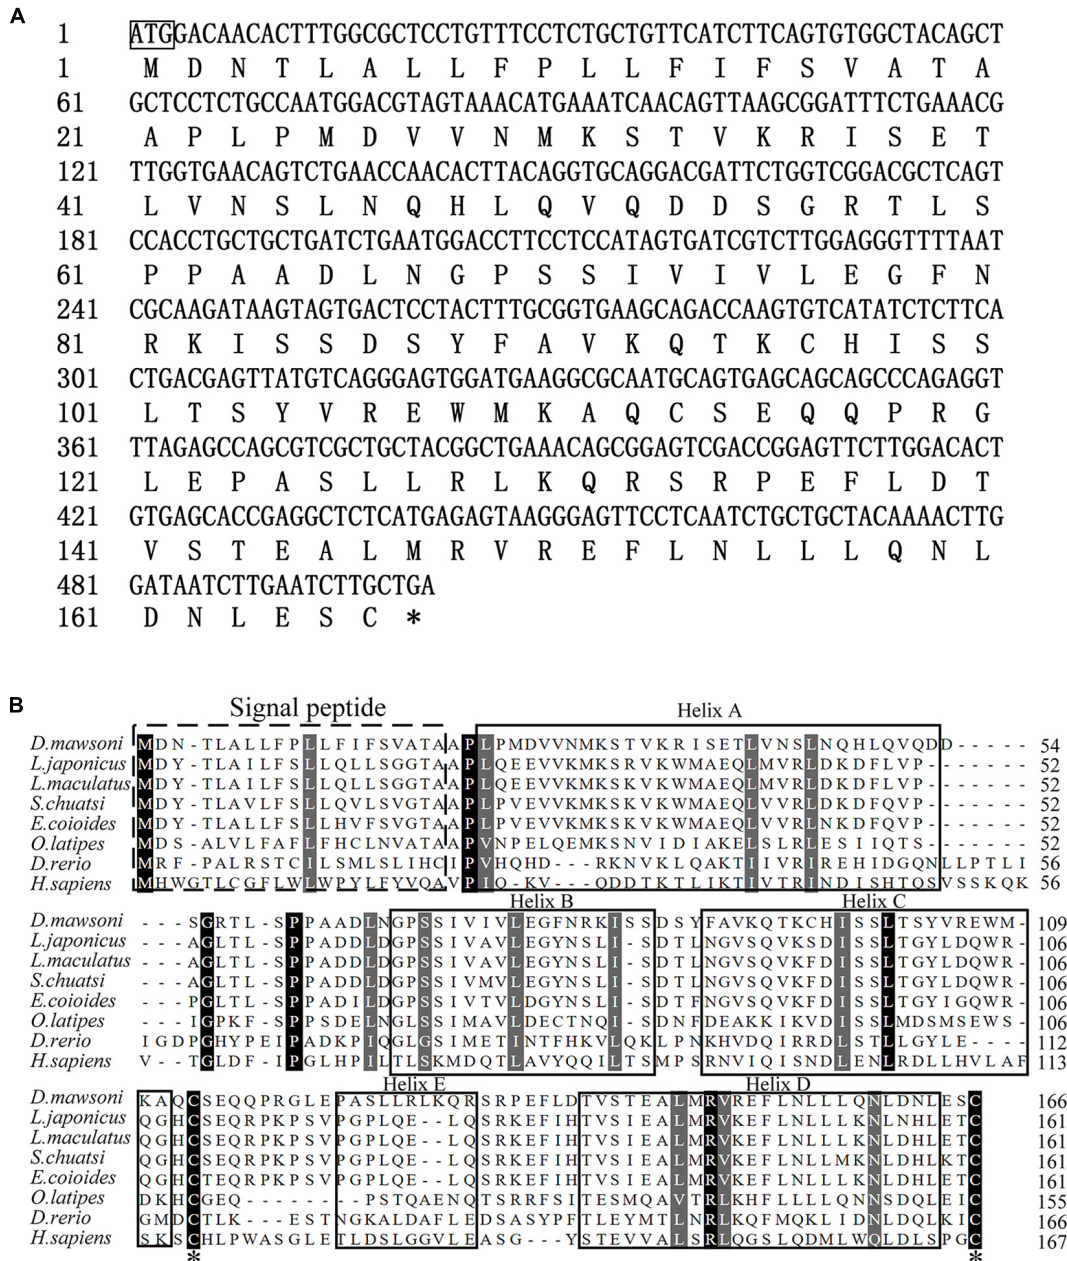 A
1 ATGGACAACACTTTGGCGCTCCTGTTTCCTCTGCTGTTCATCTTCAGTGTGGCTACAGCT
1 M D N T L A L L F P L L F I F S V A T A
61 GCTCCTCTGCCAATGGACGTAGTAAACATGAAATCAACAGTTAAGCGGATTTCTGAAACG
21 A P L P M D V V N M K S T V K R I S E T
121 TTGGTGAACAGTCTGAACCAACACTTACAGGTGCAGGACGATTCTGGTCGGACGCTCAGT
41 L V N S L N Q H L Q V Q D D S G R T L S
181 CCACCTGCTGCTGATCTGAATGGACCTTCCTCCATAGTGATCGTCTTGGAGGGTTTTAAT
61 P P A A D L N G P S S I V I V L E G F N
241 CGCAAGATAAGTAGTGACTCCTACTTTGCGGTGAAGCAGACCAAGTGTCATATCTCTTCA
81 R K I S S D S Y F A V K Q T K C H I S S
301 CTGACGAGTTATGTCAGGGAGTGGATGAAGGCGCAATGCAGTGAGCAGCAGCCCAGAGGT
101 L T S Y V R E W M K A Q C S E Q Q P R G
361 TTAGAGCCAGCGTCGCTGCTACGGCTGAAACAGCGGAGTCGACCGGAGTTCTTGGACACT
121 L E P A S L L R L K Q R S R P E F L D T
421 GTGAGCACCGAGGCTCTCATGAGAGTAAGGGAGTTCCTCAATCTGCTGCTACAAAACTTG
141 V S T E A L M R V R E F L N L L L Q N L
481 GATAATCTTGAATCTTGCTGA
161 D N L E S C *
B
Signal peptide Helix A
D.mawsoni MDN-TLALLFPLLFIFSVATAAPLPMDVVNMKSTVKRISETLVNSLNQHLQVQDD------ 54
L.japonicus MDY-TLAILFSLLQLLSGGTAAPLQEEVVKMKSRVKWMAEQLMVRLDKDFLVP------ 52
L.maculatus MDY-TLAILFSLLQLLSGGTAAPLQEEVVKMKSRVKWMAEQLMVRLDKDFLVP------ 52
S.chuatsi MDY-TLAVLFSLLQVLSVGTAAPLPVEVVKMKSKVKWMAEQLVVRLDKDFQVP------ 52
E.coioides MDY-TLALLFSLLHVFSVGTAAPLPVEVVKMKSKVKWMAEQLVVRLNKDFQVP------ 52
O.latipes MDS-ALVLFALFHCLNVATAAPVNPELQEMKSNVIDIAKELSLRLESIIQTS------ 52
D.rerio MRF-PALRSTCILSMLSLIHCIPVHQHD---RKNVKLQAKTIIVRIREHIDGQNLLPTLI 56
H.sapiens MHWGTLCGFLWLWPYLFYVQAVPIQ-KV---QDDTKTLIKTIVTRINDISHTQSVSSKQK 56
Helix B Helix C
D.mawsoni ---SGRTL-SPPAADLNGPSSIVIVLEGFNRKISSDSYFAVKQTKCHISSLTSYVREWM- 109
L.japonicus ---AGLTL-SPPADDLDGPSSIVAVLEGYNSLI-SDTLNGVSQVKFDISSLTGYLDQWR- 106
L.maculatus ---AGLTL-SPPADDLDGPSSIVAVLEGYNSLI-SDTLNGVSQVKFDISSLTGYLDQWR- 106
S.chuatsi ---AGLTL-SPPADDLDGPSSIVMVLEGYNSLI-SDTLNGVSQVKFDISSLTGYLDQWR- 106
E.coioides ---PGLTL-SPPADILDGPSSIVTVLDGYNSLI-SDTFNGVSQVKFDISSLTGYIGQWR- 106
O.latipes ---IGPKF-SPPSDELNGLSSIMAVLDECTNQI-SDNFDEAKKIKVDISSLMDSMSEWS- 106
D.rerio IGDPGHYPEIPADKPIQGLGSIMETINTFHKVLQKLPNKHVDQIRRDLSTLLGYLE---- 112
H.sapiens V--TGLDF-IPGLHPILTLSKMDQTLAVYQQILTSMPSRNVIQISNDLENLRDLLHVLAF 113
Helix E Helix D
D.mawsoni KAQCSEQQPRGLEPASLLRLKQRSRPEFLDTVSTEALMRVREFLNLLLQNLDNLESC 166
L.japonicus QGHCSEQRPKPSVPGPLQE--LQSRKEFIHTVSIEALMRVKEFLNLLLKNLNHLETC 161
L.maculatus QGHCSEQRPKPSVPGPLQE--LQSRKEFIHTVSIEALMRVKEFLNLLLKNLDHLETC 161
S.chuatsi QGHCSEQRPKPSVPGPLQE--LQSRKEFIHTVSIEALMRVKEFLNLLMKNLDHLKTC 161
E.coioides QGHCTEQRPKPSVPGPLQE--LQSRKEFIHTVSIEALMRVKEFLNLLLKNLDHLETC 161
O.latipes DKHCGEQ--------PSTQAENQTSRRFSITESMQAVTRLKHFLLLLLQNNSDQLEIC 155
D.rerio GMDCTLK---ESTNGKALDAFLEDSASYPFTLEYMTLNRLKQFMQKLIDNLDQLKIC 166
H.sapiens SKSCHLPWASGLETLDSLGGVLEASG---YSTEVVALSRLQGSLQDMLWQLDLSPGC 167
* *